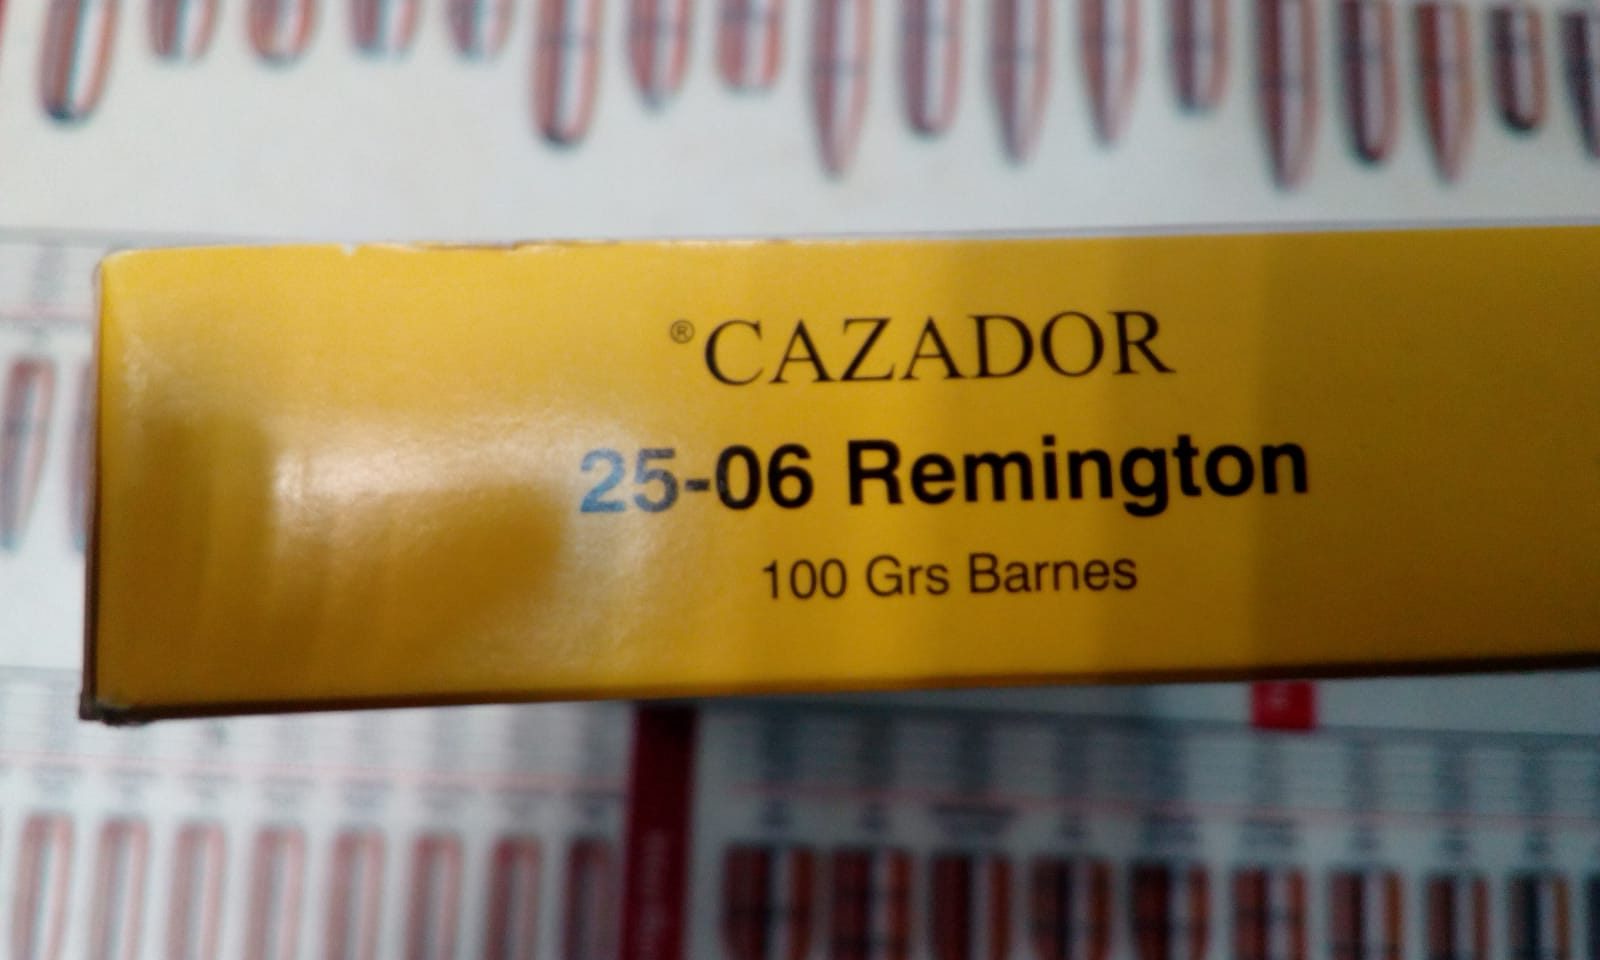 ®CAZADOR
25-06 Remington
100 Grs Barnes